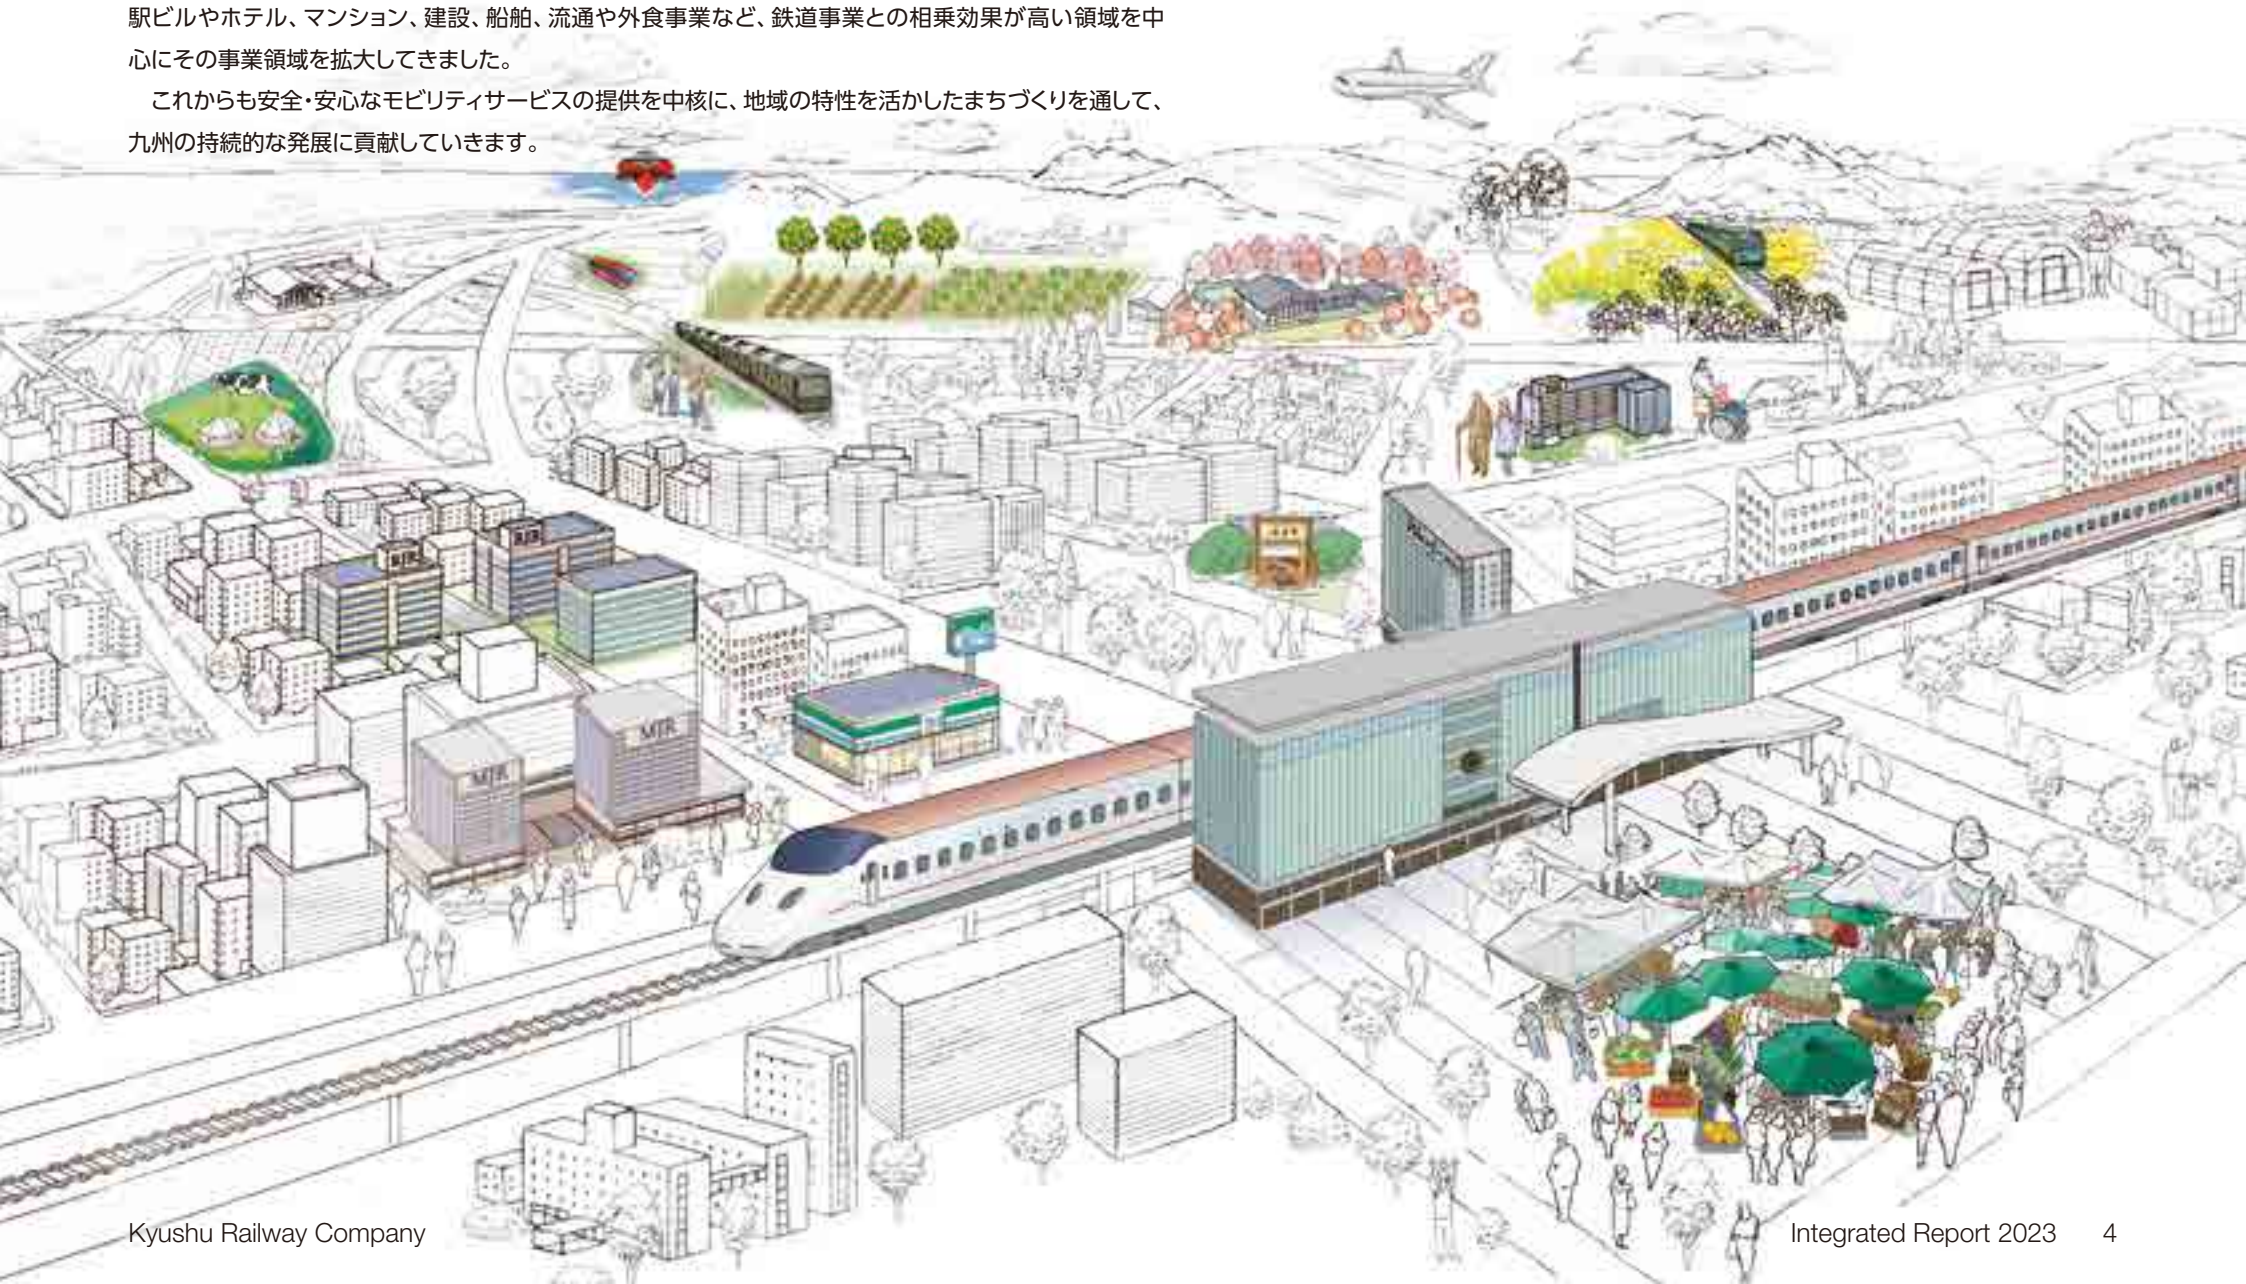 駅ビルやホテル、マンション、建設、船舶、流通や外食事業など、鉄道事業との相乗効果が高い領域を中
心にその事業領域を拡大してきました。
これからも安全・安心なモビリティサービスの提供を中核に、地域の特性を活かしたまちづくりを通して、
九州の持続的な発展に貢献していきます。
MJR
MJR
MJR
MJR
Kyushu Railway Company
Integrated Report 2023
4